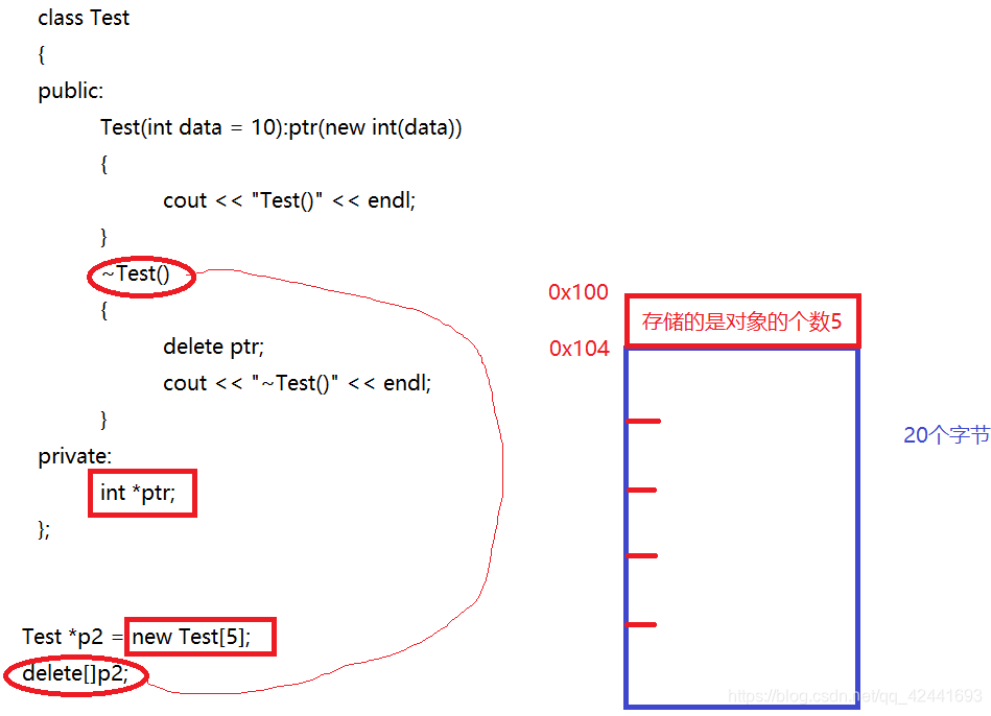 class Test
{
public:
Test(int data = 10):ptr(new int(data))
{
cout << "Test()" << endl;
}
~Test()
{
delete ptr;
cout << "~Test()" << endl;
}
private:
int *ptr;
};
Test *p2 = new Test[5];
delete[]p2;
0x100
存储的是对象的个数5
0x104
20个字节
https://blog.csdn.net/qq_42441693